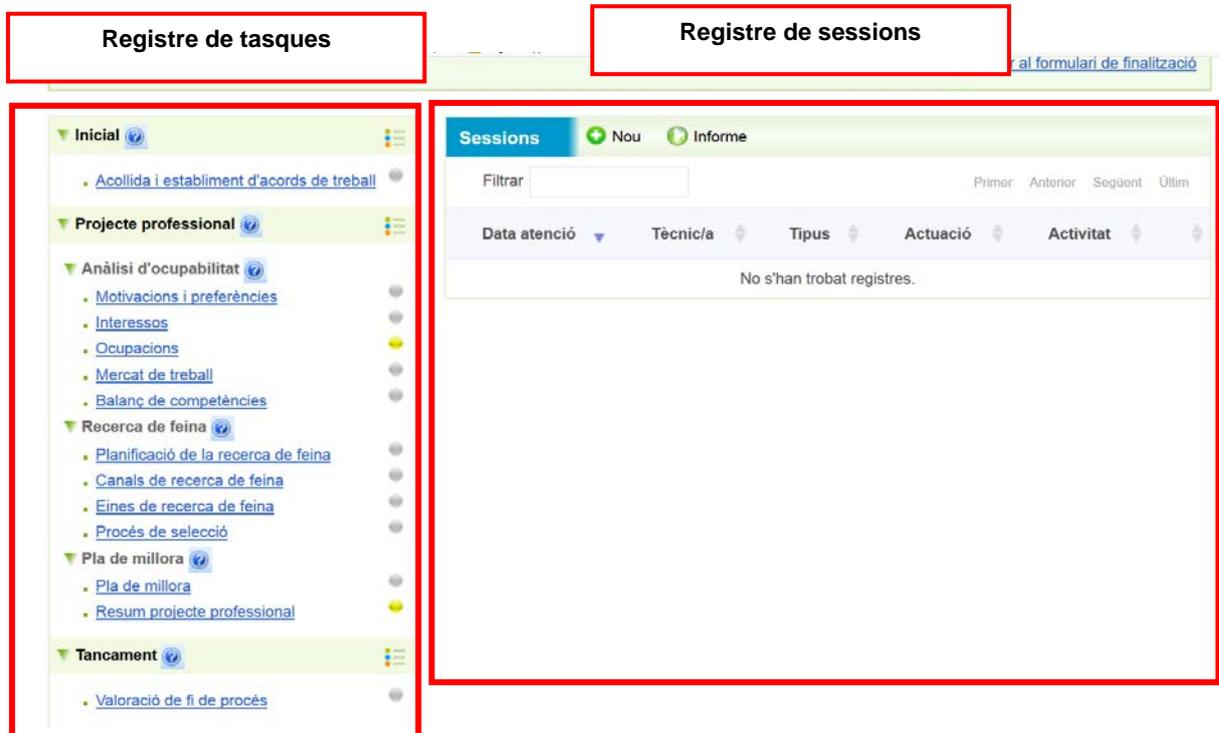 Registre de tasques
Registre de sessions
al formulari de finalització
Inicial
Acollida i establiment d'acords de treball
Projecte professional
Anàlisi d'ocupabilitat
Motivacions i preferències
Interessos
Ocupacions
Mercat de treball
Balanç de competències
Recerca de feina
Planificació de la recerca de feina
Canals de recerca de feina
Eines de recerca de feina
Procés de selecció
Pla de millora
Pla de millora
Resum projecte professional
Tancament
Valoració de fi de procés
Sessions Nou Informe
Filtrar Primer Anterior Següent Últim
Data atenció Tècnic/a Tipus Actuació Activitat
No s'han trobat registres.